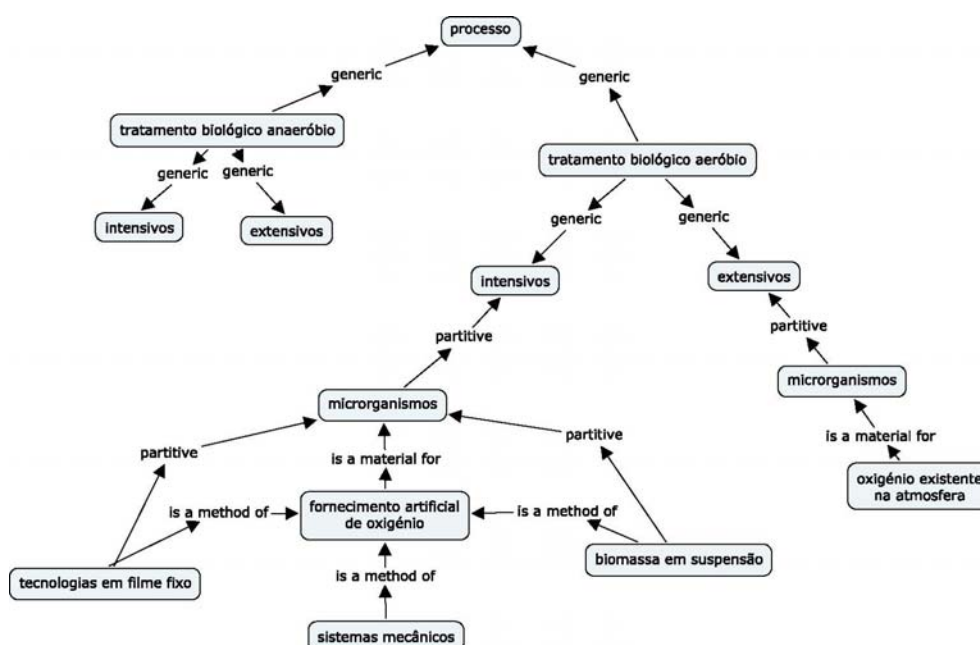 processo
generic
generic
tratamento biológico anaeróbio
tratamento biológico aeróbio
generic
generic
generic
generic
intensivos
extensivos
intensivos
extensivos
partitive
partitive
microrganismos
microrganismos
partitive
is a material for
partitive
is a material for
oxigénio existente
na atmosfera
is a method of
fornecimento artificial
de oxigénio
is a method of
tecnologias em filme fixo
is a method of
biomassa em suspensão
sistemas mecânicos